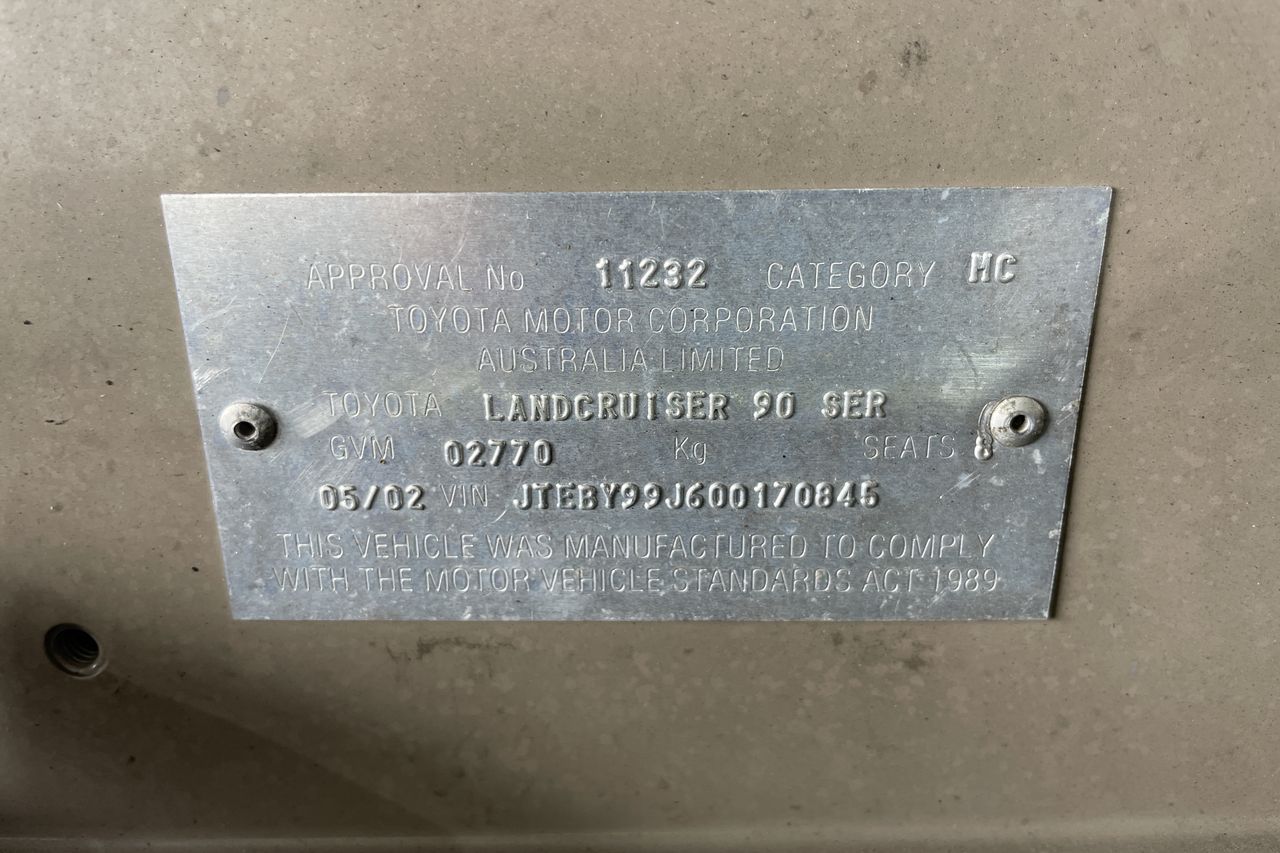 APPROVAL No 11232 CATEGORY MC
TOYOTA MOTOR CORPORATION
AUSTRALIA LIMITED
TOYOTA LANDCRUISER 90 SER
GVM 02770 Kg SEATS 8
05/02 VIN JTEBY99J600170845
THIS VEHICLE WAS MANUFACTURED TO COMPLY
WITH THE MOTOR VEHICLE STANDARDS ACT 1989